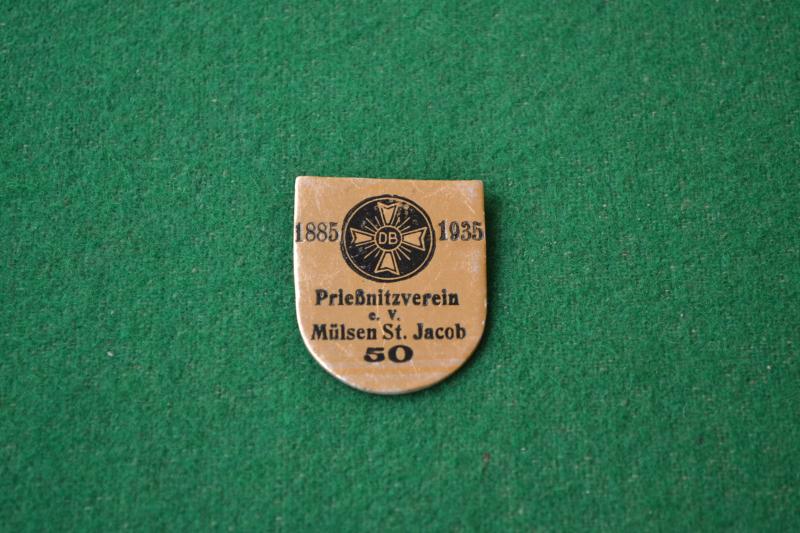 1885 DB 1935
Prießnitzverein
e. V.
Mülsen St. Jacob
50